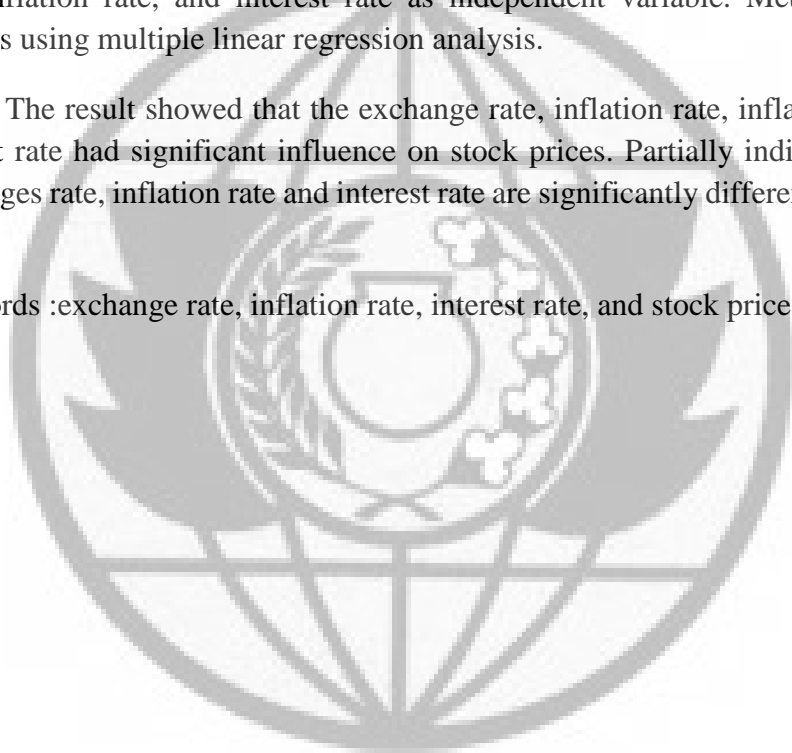 nflation rate, and interest rate as independent variable. Me
s using multiple linear regression analysis.
The result showed that the exchange rate, inflation rate, infla
t rate had significant influence on stock prices. Partially indi
ges rate, inflation rate and interest rate are significantly differe
rds :exchange rate, inflation rate, interest rate, and stock price